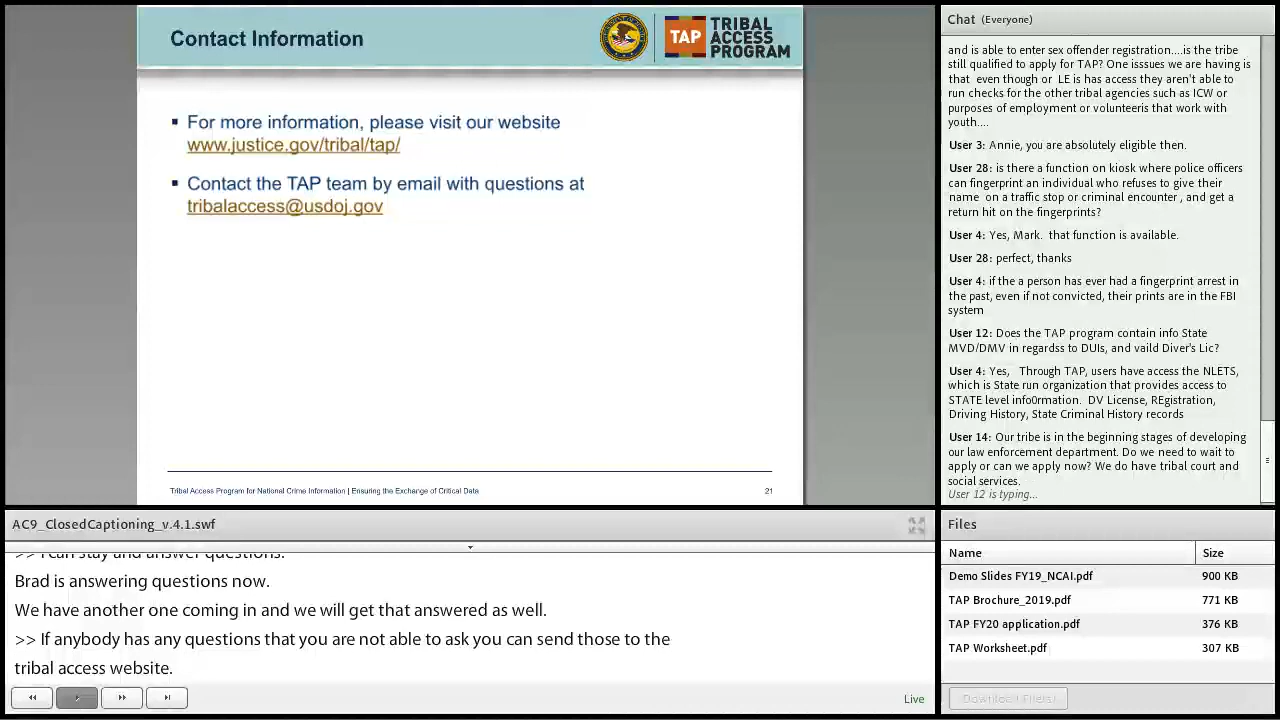 Contact Information
TAP TRIBAL
ACCESS
PROGRAM
▪ For more information, please visit our website
www.justice.gov/tribal/tap/
▪ Contact the TAP team by email with questions at
tribalaccess@usdoj.gov
Tribal Access Program for National Crime Information | Ensuring the Exchange of Critical Data
21
AC9_ClosedCaptioning_v.4.1.swf
>> I can stay and answer questions.
Brad is answering questions now.
We have another one coming in and we will get that answered as well.
>> If anybody has any questions that you are not able to ask you can send those to the
tribal access website.
Live
Chat (Everyone)
and is able to enter sex offender registration....is the tribe
still qualified to apply for TAP? One isssues we are having is
that even though or LE is has access they aren't able to
run checks for the other tribal agencies such as ICW or
purposes of employment or volunteeris that work with
youth....
User 3: Annie, you are absolutely eligible then.
User 28: is there a function on kiosk where police officers
can fingerprint an individual who refuses to give their
name on a traffic stop or criminal encounter , and get a
return hit on the fingerprints?
User 4: Yes, Mark. that function is available.
User 28: perfect, thanks
User 4: if the a person has ever had a fingerprint arrest in
the past, even if not convicted, their prints are in the FBI
system
User 12: Does the TAP program contain info State
MVD/DMV in regardss to DUIs, and vaild Diver's Lic?
User 4: Yes, Through TAP, users have access the NLETS,
which is State run organization that provides access to
STATE level info0rmation. DV License, REgistration,
Driving History, State Criminal History records
User 14: Our tribe is in the beginning stages of developing
our law enforcement department. Do we need to wait to
apply or can we apply now? We do have tribal court and
social services.
User 12 is typing...
Files
Name Size
Demo Slides FY19_NCAI.pdf 900 KB
TAP Brochure_2019.pdf 771 KB
TAP FY20 application.pdf 376 KB
TAP Worksheet.pdf 307 KB
Download File(s)